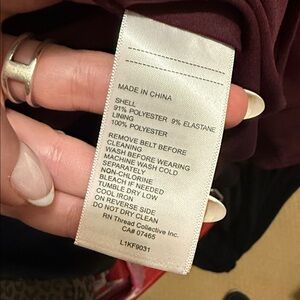 MADE IN CHINA
SHELL
91% POLYESTER 9% ELASTANE
LINING
100% POLYESTER
REMOVE BELT BEFORE
CLEANING
WASH BEFORE WEARING
MACHINE WASH COLD
SEPARATELY
NON-CHLORINE
BLEACH IF NEEDED
TUMBLE DRY LOW
COOL IRON
ON REVERSE SIDE
DO NOT DRY CLEAN
RN Thread Collective Inc.
CA# 07465
L1KF9031